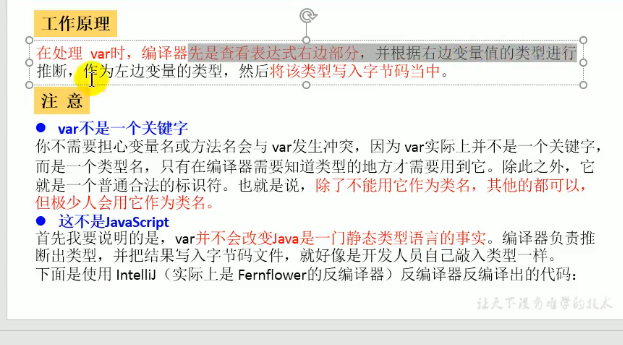 工作原理
在处理 var时，编译器先是查看表达式右边部分，并根据右边变量值的类型进行
推断，作为左边变量的类型，然后将该类型写入字节码当中。
注 意
● var不是一个关键字
你不需要担心变量名或方法名会与 var发生冲突，因为 var实际上并不是一个关键字，
而是一个类型名，只有在编译器需要知道类型的地方才需要用到它。除此之外，它
就是一个普通合法的标识符。也就是说，除了不能用它作为类名，其他的都可以，
但极少人会用它作为类名。
● 这不是JavaScript
首先我要说明的是，var并不会改变Java是一门静态类型语言的事实。编译器负责推
断出类型，并把结果写入字节码文件，就好像是开发人员自己敲入类型一样。
下面是使用 IntelliJ（实际上是 Fernflower的反编译器）反编译器反编译出的代码：
让天下没有难学的技术